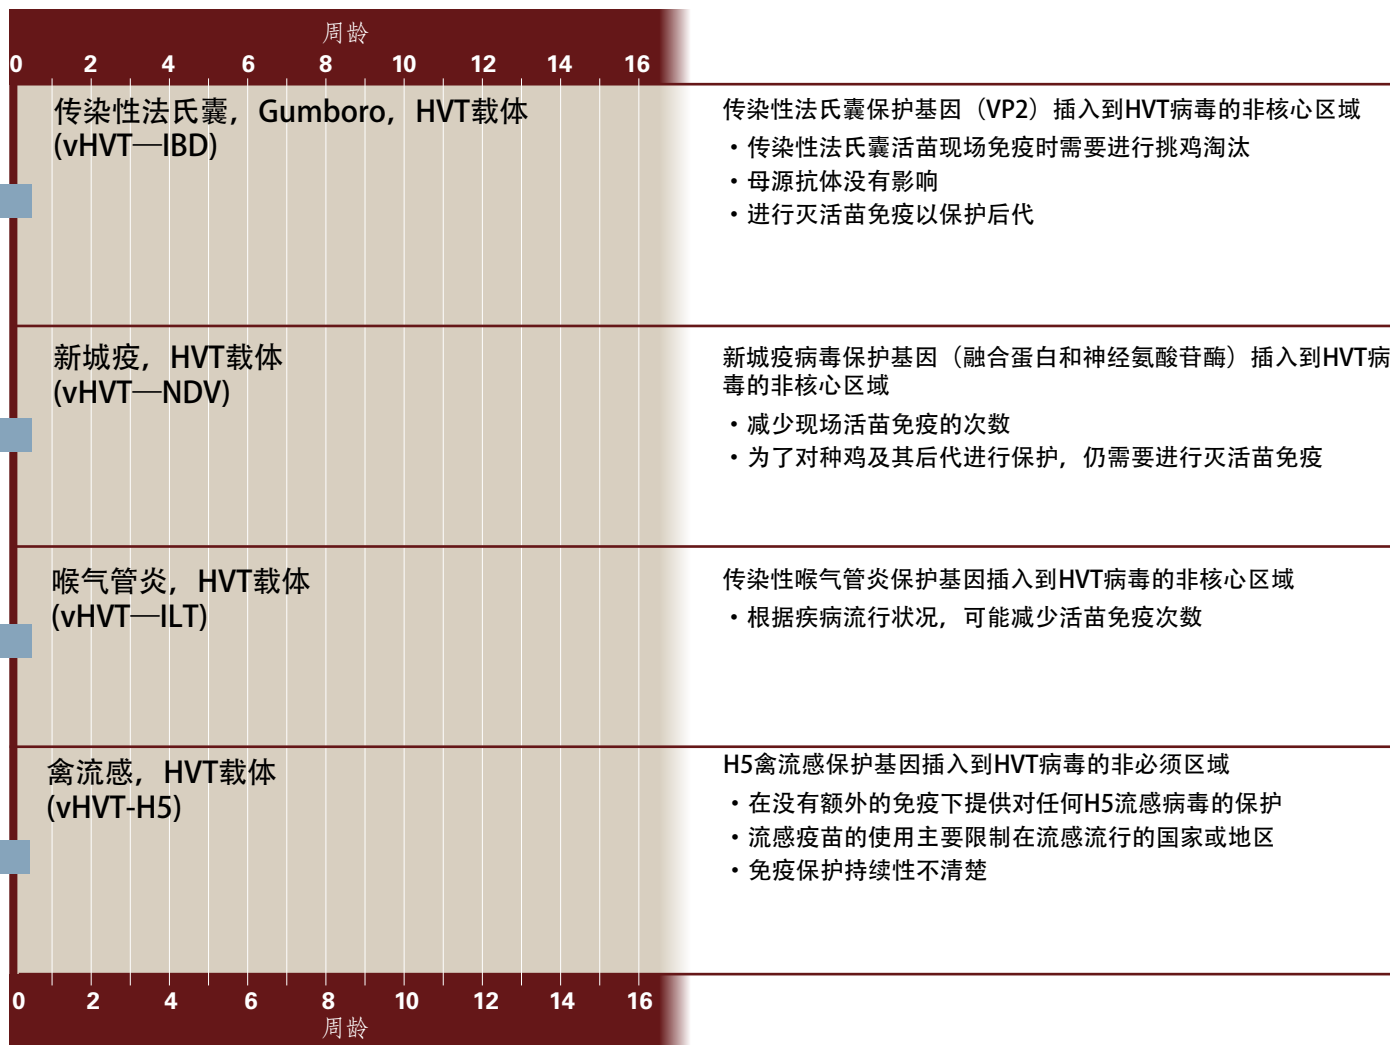 周龄
0 2 4 6 8 10 12 14 16
传染性法氏囊，Gumboro，HVT载体
(vHVT—IBD)
传染性法氏囊保护基因（VP2）插入到HVT病毒的非核心区域
・传染性法氏囊活苗现场免疫时需要进行挑鸡淘汰
・母源抗体没有影响
・进行灭活苗免疫以保护后代
新城疫，HVT载体
(vHVT—NDV)
新城疫病毒保护基因（融合蛋白和神经氨酸苷酶）插入到HVT病
毒的非核心区域
・减少现场活苗免疫的次数
・为了对种鸡及其后代进行保护，仍需要进行灭活苗免疫
喉气管炎，HVT载体
(vHVT—ILT)
传染性喉气管炎保护基因插入到HVT病毒的非核心区域
・根据疾病流行状况，可能减少活苗免疫次数
禽流感，HVT载体
(vHVT-H5)
H5禽流感保护基因插入到HVT病毒的非必须区域
・在没有额外的免疫下提供对任何H5流感病毒的保护
・流感疫苗的使用主要限制在流感流行的国家或地区
・免疫保护持续性不清楚
0 2 4 6 8 10 12 14 16
周龄